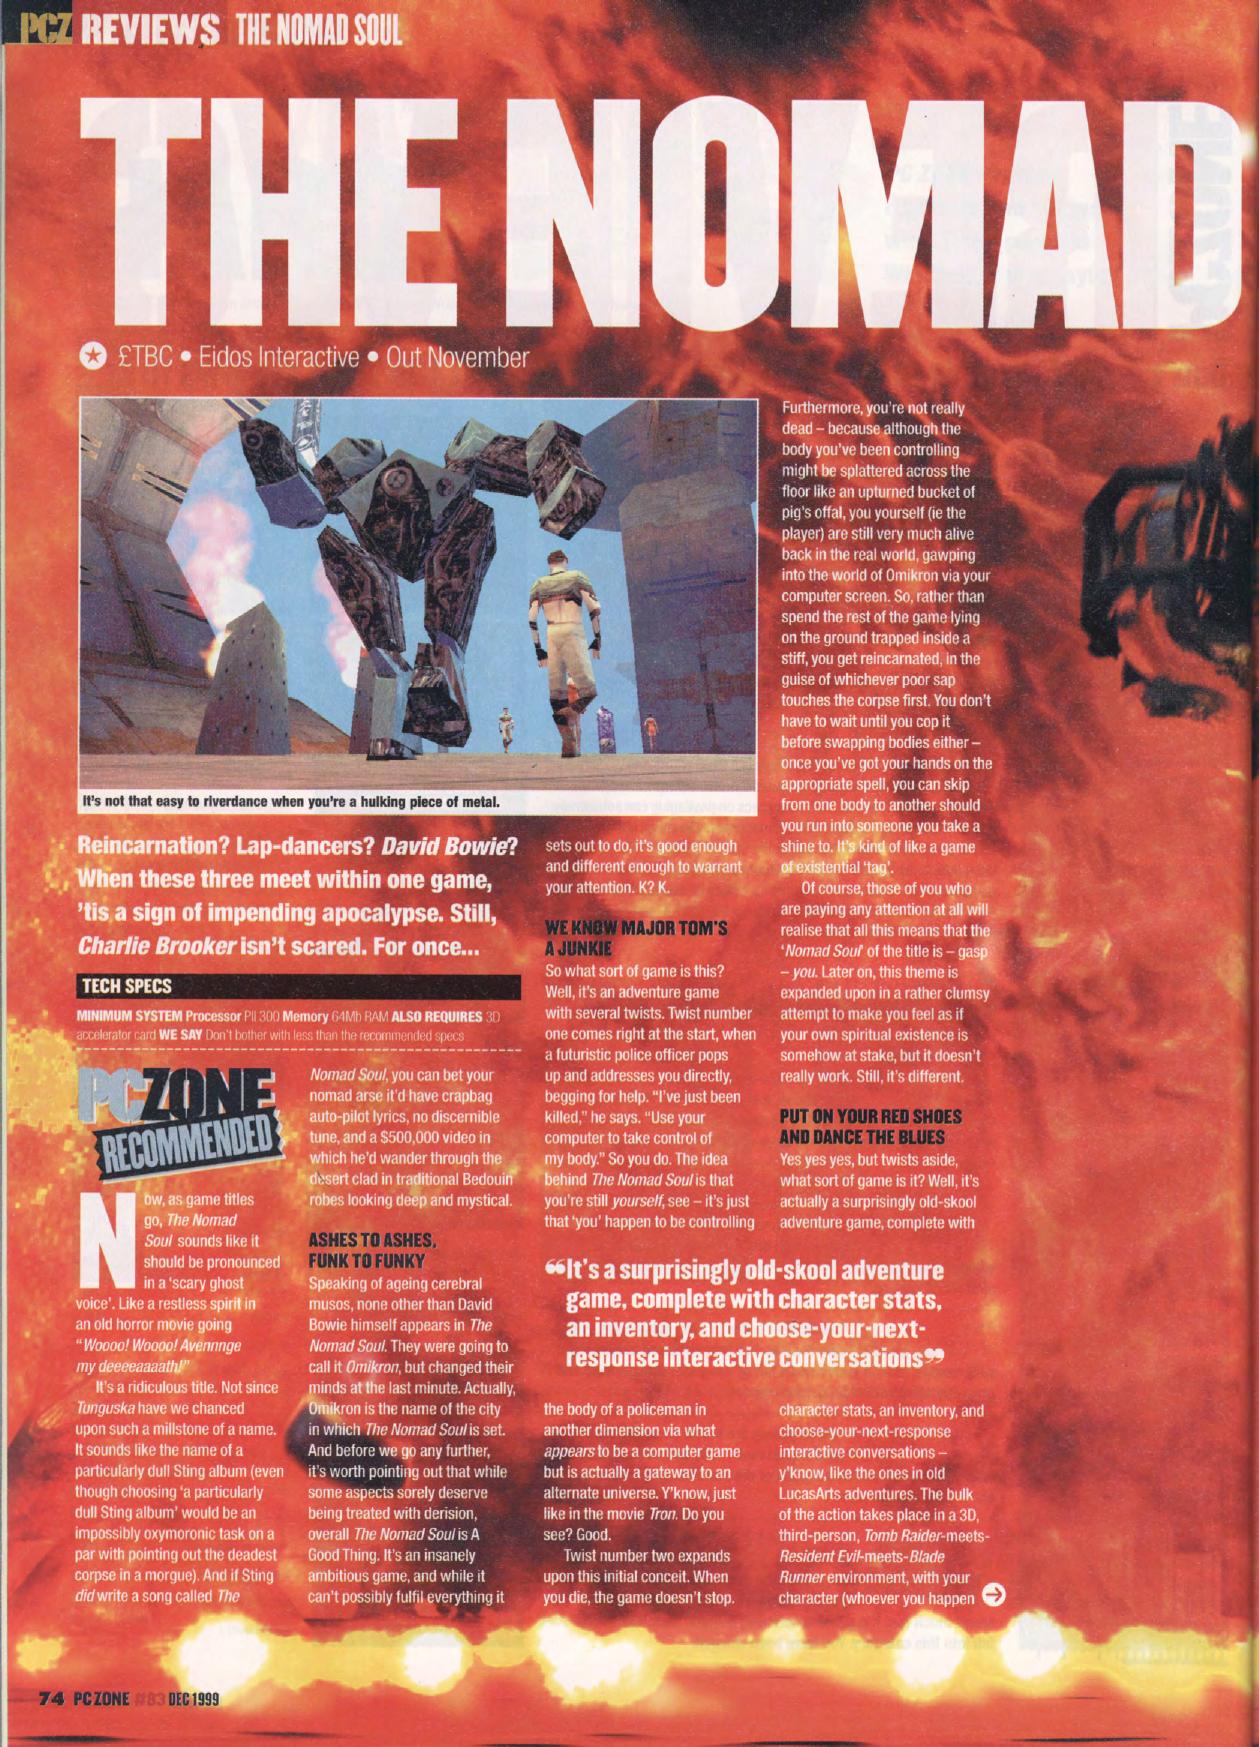 PCZ REVIEWS THE NOMAD SOUL
THE NOMAD
£TBC • Eidos Interactive • Out November
It's not that easy to riverdance when you're a hulking piece of metal.
Reincarnation? Lap-dancers? David Bowie?
When these three meet within one game,
'tis a sign of impending apocalypse. Still,
Charlie Brooker isn't scared. For once...
TECH SPECS
MINIMUM SYSTEM Processor PII 300 Memory 64Mb RAM ALSO REQUIRES 3D
accelerator card WE SAY Don't bother with less than the recommended specs
PCZONE
RECOMMENDED
Now, as game titles
go, The Nomad
Soul sounds like it
should be pronounced
in a 'scary ghost
voice'. Like a restless spirit in
an old horror movie going
"Woooo! Woooo! Avennnge
my deeeeaaaath!"
It's a ridiculous title. Not since
Tunguska have we chanced
upon such a millstone of a name.
It sounds like the name of a
particularly dull Sting album (even
though choosing 'a particularly
dull Sting album' would be an
impossibly oxymoronic task on a
par with pointing out the deadest
corpse in a morgue). And if Sting
did write a song called The
Nomad Soul, you can bet your
nomad arse it'd have crapbag
auto-pilot lyrics, no discernible
tune, and a $500,000 video in
which he'd wander through the
desert clad in traditional Bedouin
robes looking deep and mystical.
ASHES TO ASHES,
FUNK TO FUNKY
Speaking of ageing cerebral
musos, none other than David
Bowie himself appears in The
Nomad Soul. They were going to
call it Omikron, but changed their
minds at the last minute. Actually,
Omikron is the name of the city
in which The Nomad Soul is set.
And before we go any further,
it's worth pointing out that while
some aspects sorely deserve
being treated with derision,
overall The Nomad Soul is A
Good Thing. It's an insanely
ambitious game, and while it
can't possibly fulfil everything it
sets out to do, it's good enough
and different enough to warrant
your attention. K? K.
WE KNOW MAJOR TOM'S
A JUNKIE
So what sort of game is this?
Well, it's an adventure game
with several twists. Twist number
one comes right at the start, when
a futuristic police officer pops
up and addresses you directly,
begging for help. "I've just been
killed," he says. "Use your
computer to take control of
my body." So you do. The idea
behind The Nomad Soul is that
you're still yourself, see – it's just
that 'you' happen to be controlling
the body of a policeman in
another dimension via what
appears to be a computer game
but is actually a gateway to an
alternate universe. Y'know, just
like in the movie Tron. Do you
see? Good.
Twist number two expands
upon this initial conceit. When
you die, the game doesn't stop.
Furthermore, you're not really
dead – because although the
body you've been controlling
might be splattered across the
floor like an upturned bucket of
pig's offal, you yourself (ie the
player) are still very much alive
back in the real world, gawping
into the world of Omikron via your
computer screen. So, rather than
spend the rest of the game lying
on the ground trapped inside a
stiff, you get reincarnated, in the
guise of whichever poor sap
touches the corpse first. You don't
have to wait until you cop it
before swapping bodies either –
once you've got your hands on the
appropriate spell, you can skip
from one body to another should
you run into someone you take a
shine to. It's kind of like a game
of existential 'tag'.
Of course, those of you who
are paying any attention at all will
realise that all this means that the
'Nomad Soul' of the title is – gasp
– you. Later on, this theme is
expanded upon in a rather clumsy
attempt to make you feel as if
your own spiritual existence is
somehow at stake, but it doesn't
really work. Still, it's different.
PUT ON YOUR RED SHOES
AND DANCE THE BLUES
Yes yes yes, but twists aside,
what sort of game is it? Well, it's
actually a surprisingly old-skool
adventure game, complete with
character stats, an inventory, and
choose-your-next-response
interactive conversations –
y'know, like the ones in old
LucasArts adventures. The bulk
of the action takes place in a 3D,
third-person, Tomb Raider-meets-
Resident Evil-meets-Blade
Runner environment, with your
character (whoever you happen
“It's a surprisingly old-skool adventure
game, complete with character stats,
an inventory, and choose-your-next-
response interactive conversations”
74 PC ZONE #83 DEC 1999